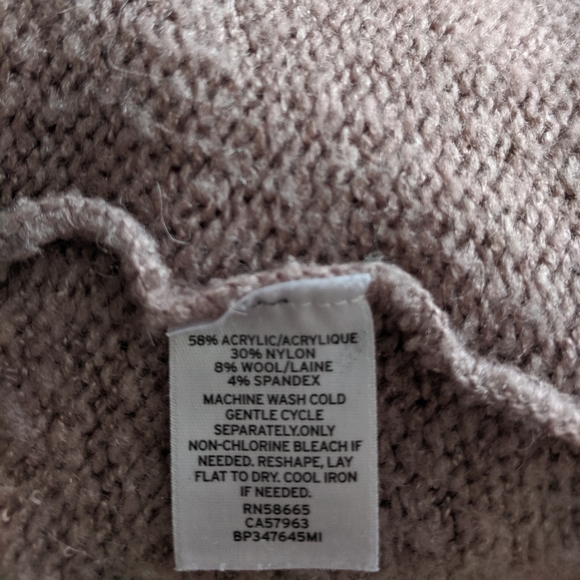 58% ACRYLIC/ACRYLIQUE
30% NYLON
8% WOOL/LAINE
4% SPANDEX
MACHINE WASH COLD
GENTLE CYCLE
SEPARATELY.ONLY
NON-CHLORINE BLEACH IF
NEEDED. RESHAPE, LAY
FLAT TO DRY. COOL IRON
IF NEEDED.
RN58665
CA57963
BP347645MI